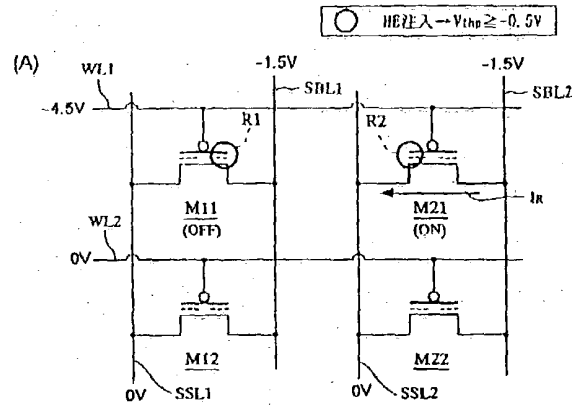 HE注入→Vthp≧-0.5V
(A)
WL1
-1.5V
-1.5V
SBL1
SBL2
-4.5V
R1
R2
IR
M11
(OFF)
M21
(ON)
WL2
0V
M12
M22
0V
SSL1
0V
SSL2